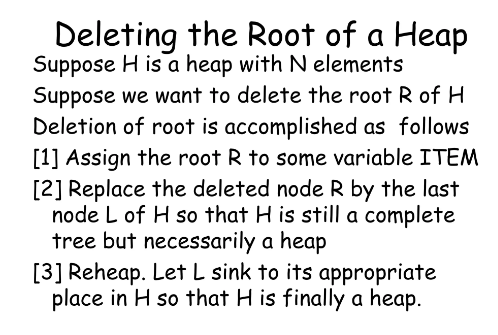 Deleting the Root of a Heap
Suppose H is a heap with N elements
Suppose we want to delete the root R of H
Deletion of root is accomplished as follows
[1] Assign the root R to some variable ITEM
[2] Replace the deleted node R by the last
node L of H so that H is still a complete
tree but necessarily a heap
[3] Reheap. Let L sink to its appropriate
place in H so that H is finally a heap.